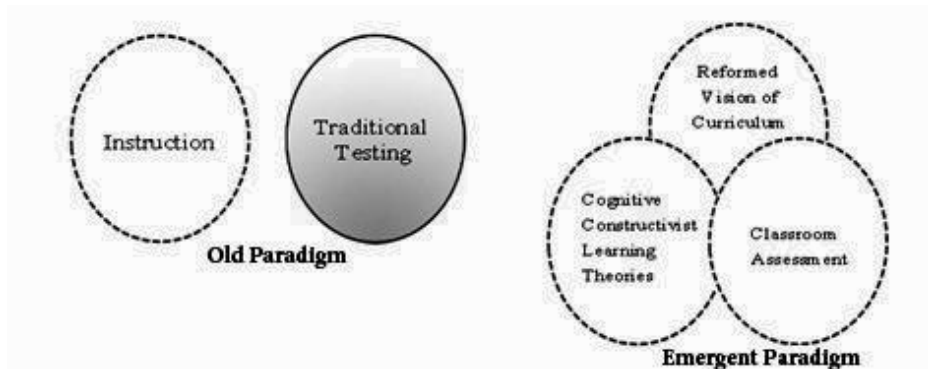 Instruction
Traditional
Testing
Old Paradigm
Reformed
Vision of
Curriculum
Cognitive
Constructivist
Learning
Theories
Classroom
Assessment
Emergent Paradigm